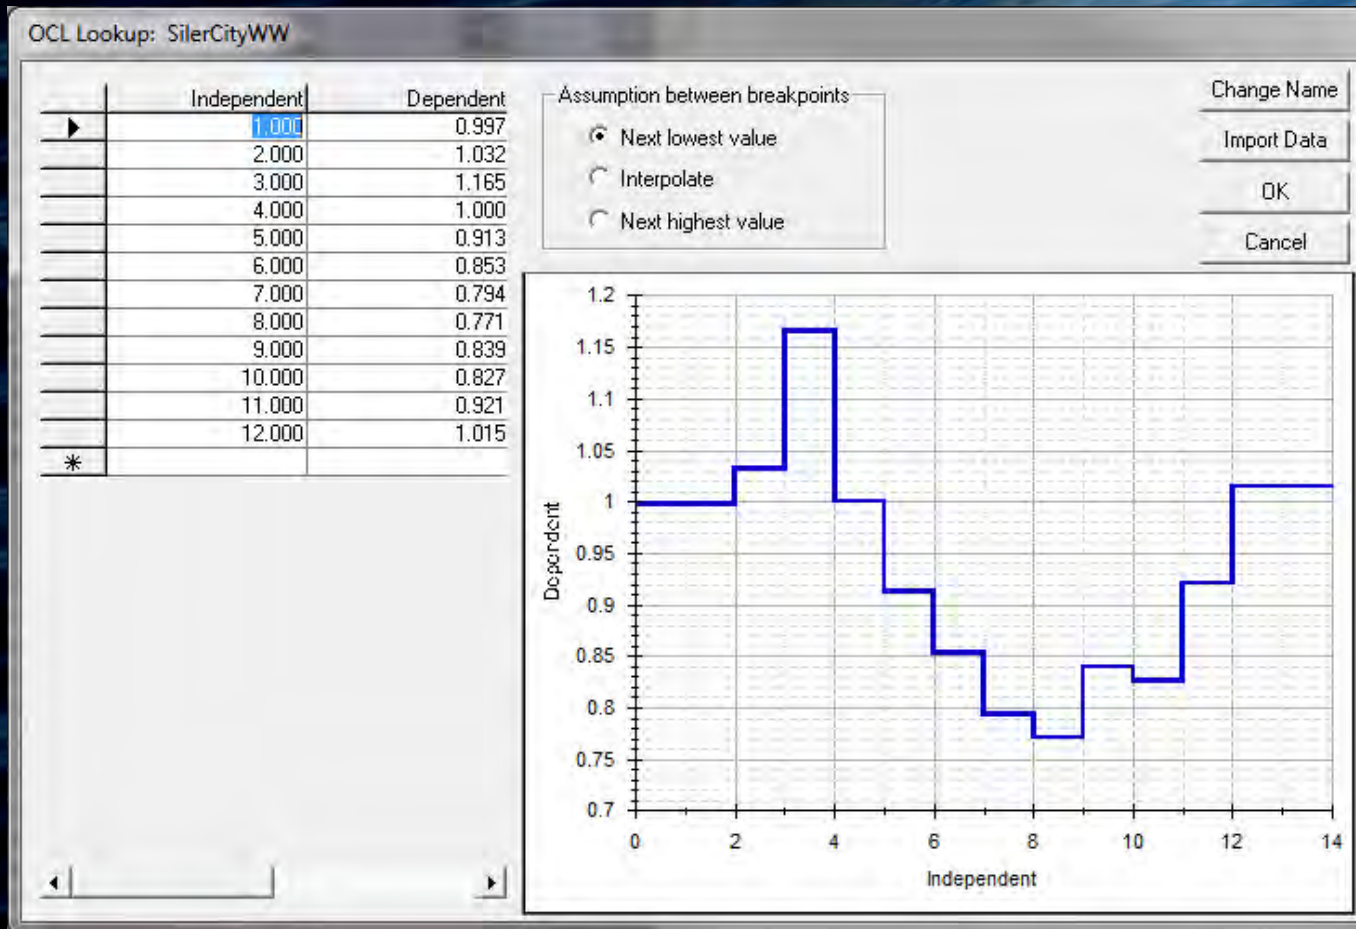 OCL Lookup: SilerCityWW
Independent Dependent
1.000 0.997
2.000 1.032
3.000 1.165
4.000 1.000
5.000 0.913
6.000 0.853
7.000 0.794
8.000 0.771
9.000 0.839
10.000 0.827
11.000 0.921
12.000 1.015
Assumption between breakpoints
Next lowest value
Interpolate
Next highest value
Change Name
Import Data
OK
Cancel
1.2
1.15
1.1
1.05
1
0.95
0.9
0.85
0.8
0.75
0.7
Dependent
0 2 4 6 8 10 12 14
Independent